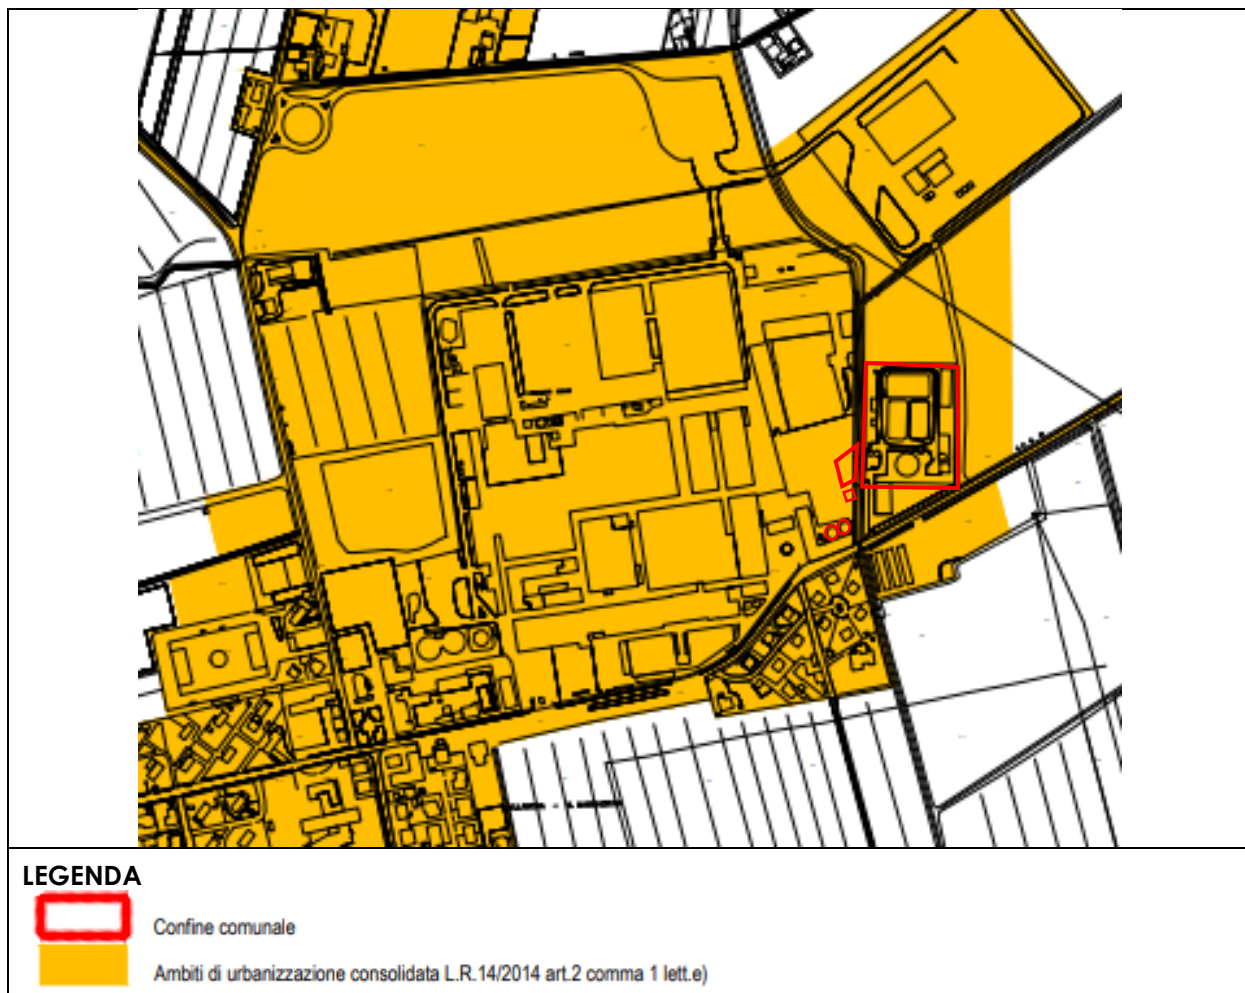 LEGENDA
Confine comunale
Ambiti di urbanizzazione consolidata L.R.14/2014 art.2 comma 1 lett.e)